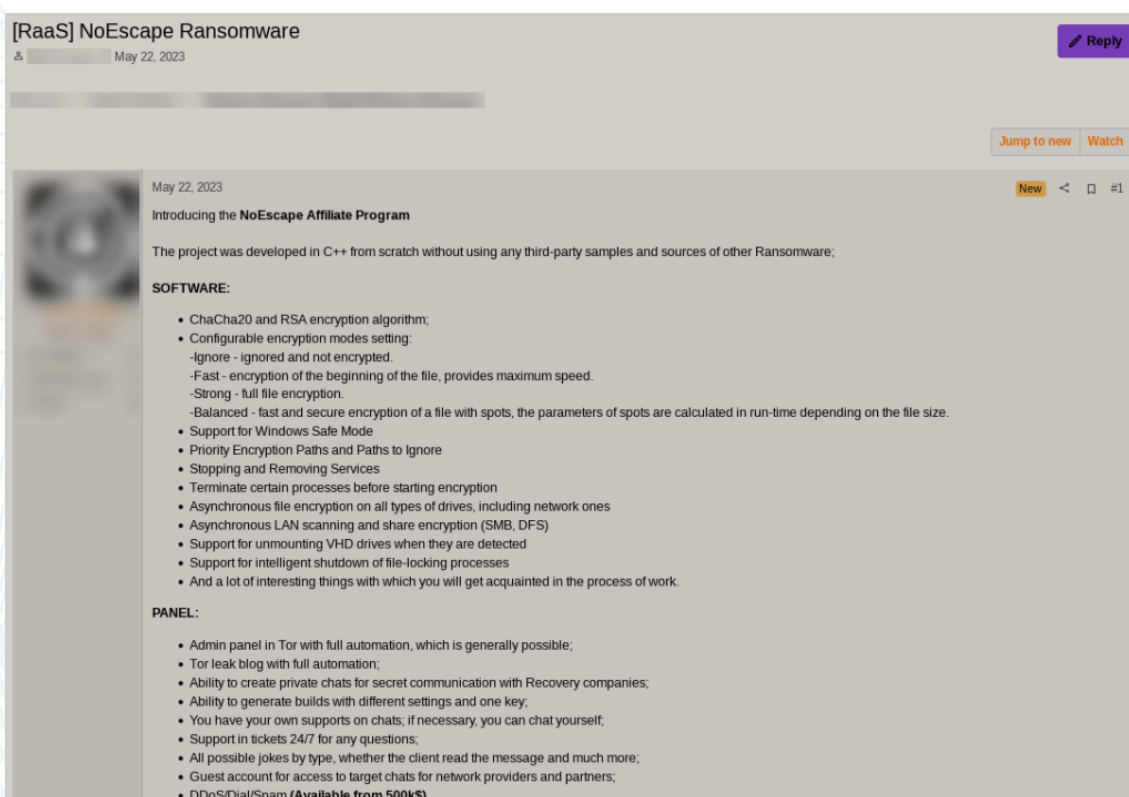 [RaaS] NoEscape Ransomware
May 22, 2023
Reply
Jump to new
Watch
May 22, 2023
New
#1
Introducing the NoEscape Affiliate Program
The project was developed in C++ from scratch without using any third-party samples and sources of other Ransomware;
SOFTWARE:
• ChaCha20 and RSA encryption algorithm;
• Configurable encryption modes setting:
-Ignore - ignored and not encrypted.
-Fast - encryption of the beginning of the file, provides maximum speed.
-Strong - full file encryption.
-Balanced - fast and secure encryption of a file with spots, the parameters of spots are calculated in run-time depending on the file size.
• Support for Windows Safe Mode
• Priority Encryption Paths and Paths to Ignore
• Stopping and Removing Services
• Terminate certain processes before starting encryption
• Asynchronous file encryption on all types of drives, including network ones
• Asynchronous LAN scanning and share encryption (SMB, DFS)
• Support for unmounting VHD drives when they are detected
• Support for intelligent shutdown of file-locking processes
• And a lot of interesting things with which you will get acquainted in the process of work.
PANEL:
• Admin panel in Tor with full automation, which is generally possible;
• Tor leak blog with full automation;
• Ability to create private chats for secret communication with Recovery companies;
• Ability to generate builds with different settings and one key;
• You have your own supports on chats; if necessary, you can chat yourself;
• Support in tickets 24/7 for any questions;
• All possible jokes by type, whether the client read the message and much more;
• Guest account for access to target chats for network providers and partners;
• DDoS/Dial/Spam (Available from 500k$)